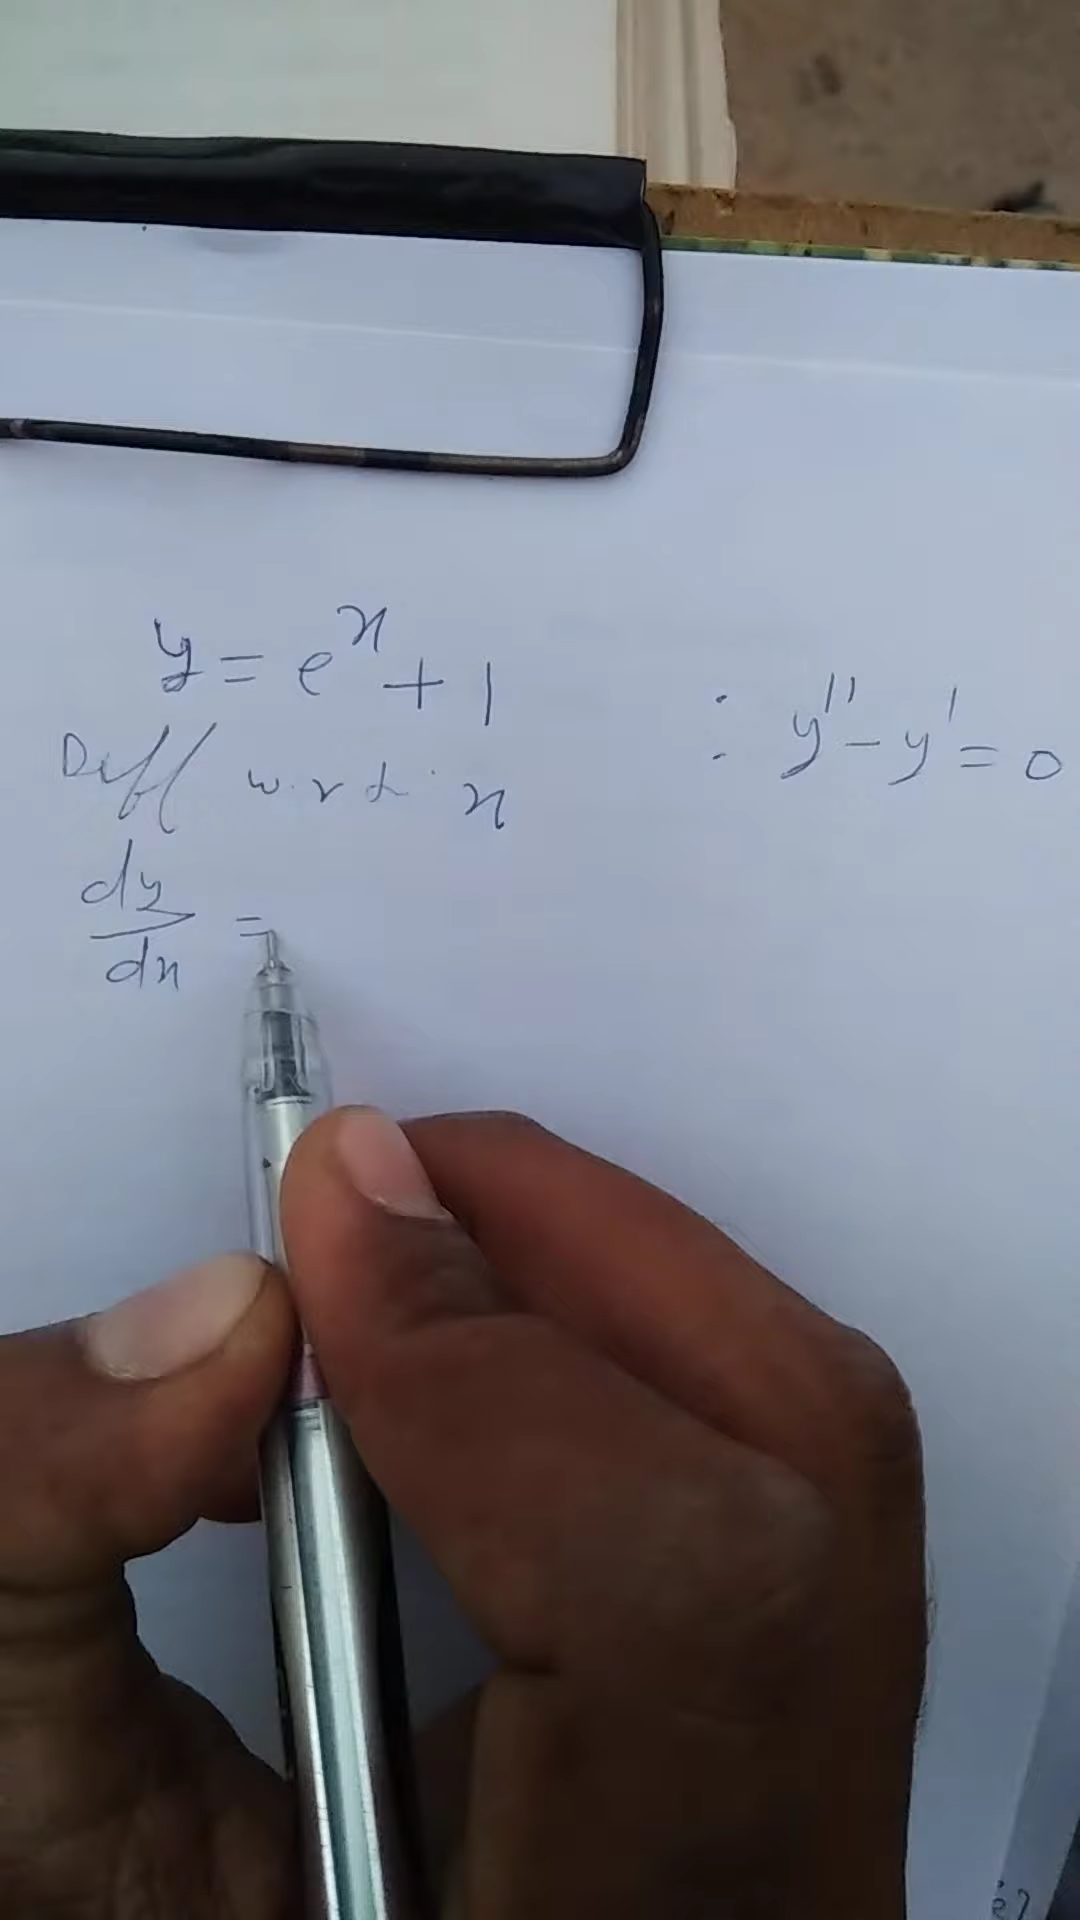 y = e^x + 1 : y'' - y' = 0
Diff w.r.t. x
dy/dx =